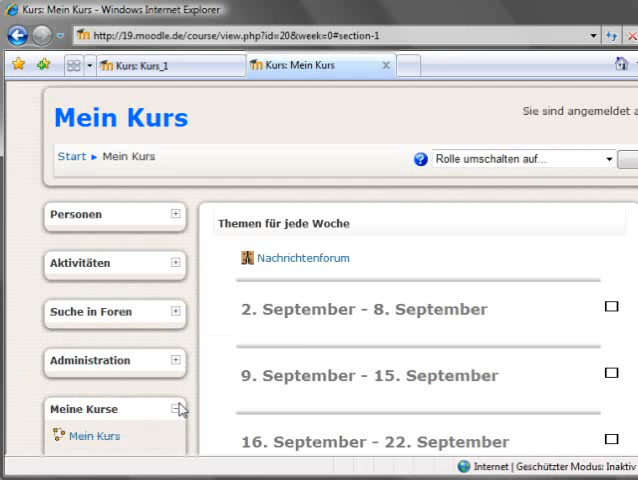 Kurs: Mein Kurs - Windows Internet Explorer
http://19.moodle.de/course/view.php?id=20&week=0#section-1
Kurs: Kurs_1
Kurs: Mein Kurs
Mein Kurs
Sie sind angemeldet a
Start ► Mein Kurs
Rolle umschalten auf...
Personen
Aktivitäten
Suche in Foren
Administration
Meine Kurse
Mein Kurs
Themen für jede Woche
Nachrichtenforum
2. September - 8. September
9. September - 15. September
16. September - 22. September
Internet | Geschützter Modus: Inaktiv